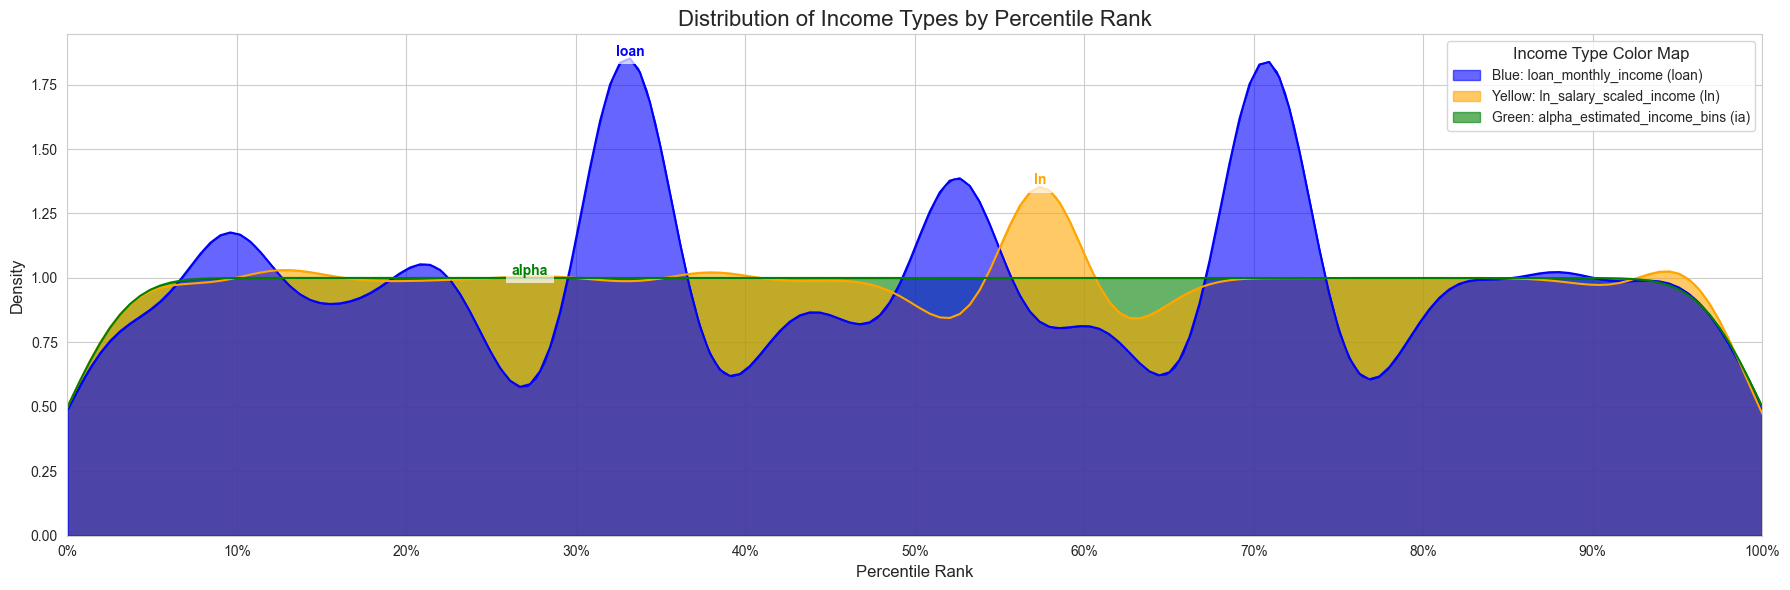 Distribution of Income Types by Percentile Rank
loan
ln
alpha
Income Type Color Map
Blue: loan_monthly_income (loan)
Yellow: ln_salary_scaled_income (ln)
Green: alpha_estimated_income_bins (ia)
Density
1.75
1.50
1.25
1.00
0.75
0.50
0.25
0.00
0% 10% 20% 30% 40% 50% 60% 70% 80% 90% 100%
Percentile Rank